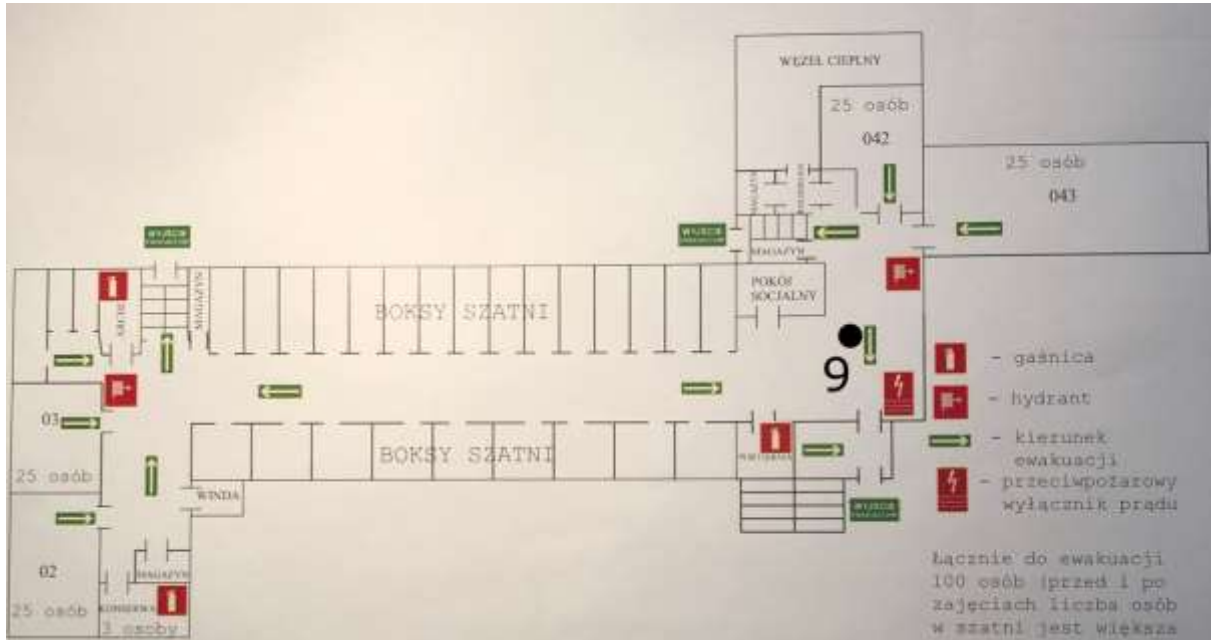 WĘZEŁ CIEPLNY
25 osób
042
25 osób
043
MAGAZYN
WYJŚCIE
WYJŚCIE
MAGAZYN
POKÓJ
SOCJALNY
MAGAZYN
BOKSY SZATNI
9
03
25 osób
BOKSY SZATNI
WINDA
02
25 osób
MAGAZYN
3 osoby
WYJŚCIE
- gaśnica
- hydrant
- kierunek
ewakuacji
- przeciwpożarowy
wyłącznik prądu
Łącznie do ewakuacji
100 osób (przed i po
zajęciach liczba osób
w szatni jest większa